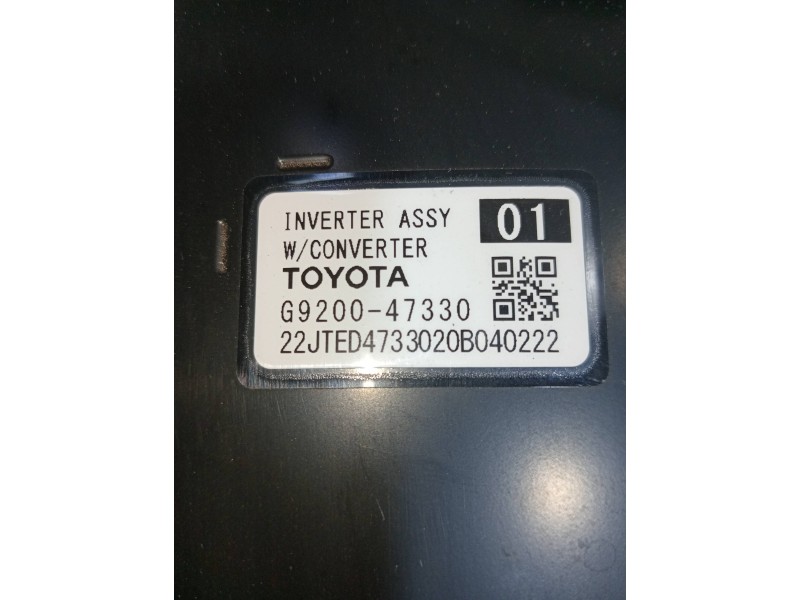 INVERTER ASSY 01
W/CONVERTER
TOYOTA
G9200-47330
22JTED4733020B040222